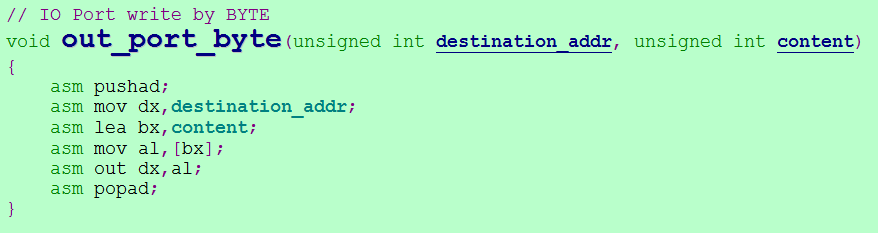 // IO Port write by BYTE
void out_port_byte(unsigned int destination_addr, unsigned int content)
{
    asm pushad;
    asm mov dx,destination_addr;
    asm lea bx,content;
    asm mov al,[bx];
    asm out dx,al;
    asm popad;
}